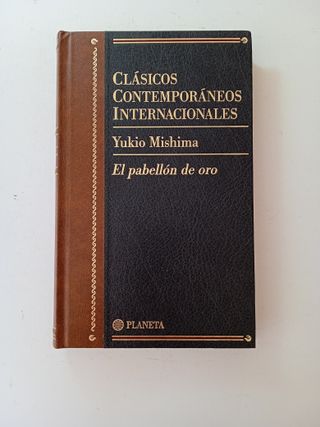 CLÁSICOS
CONTEMPORÁNEOS
INTERNACIONALES
Yukio Mishima
El pabellón de oro
PLANETA